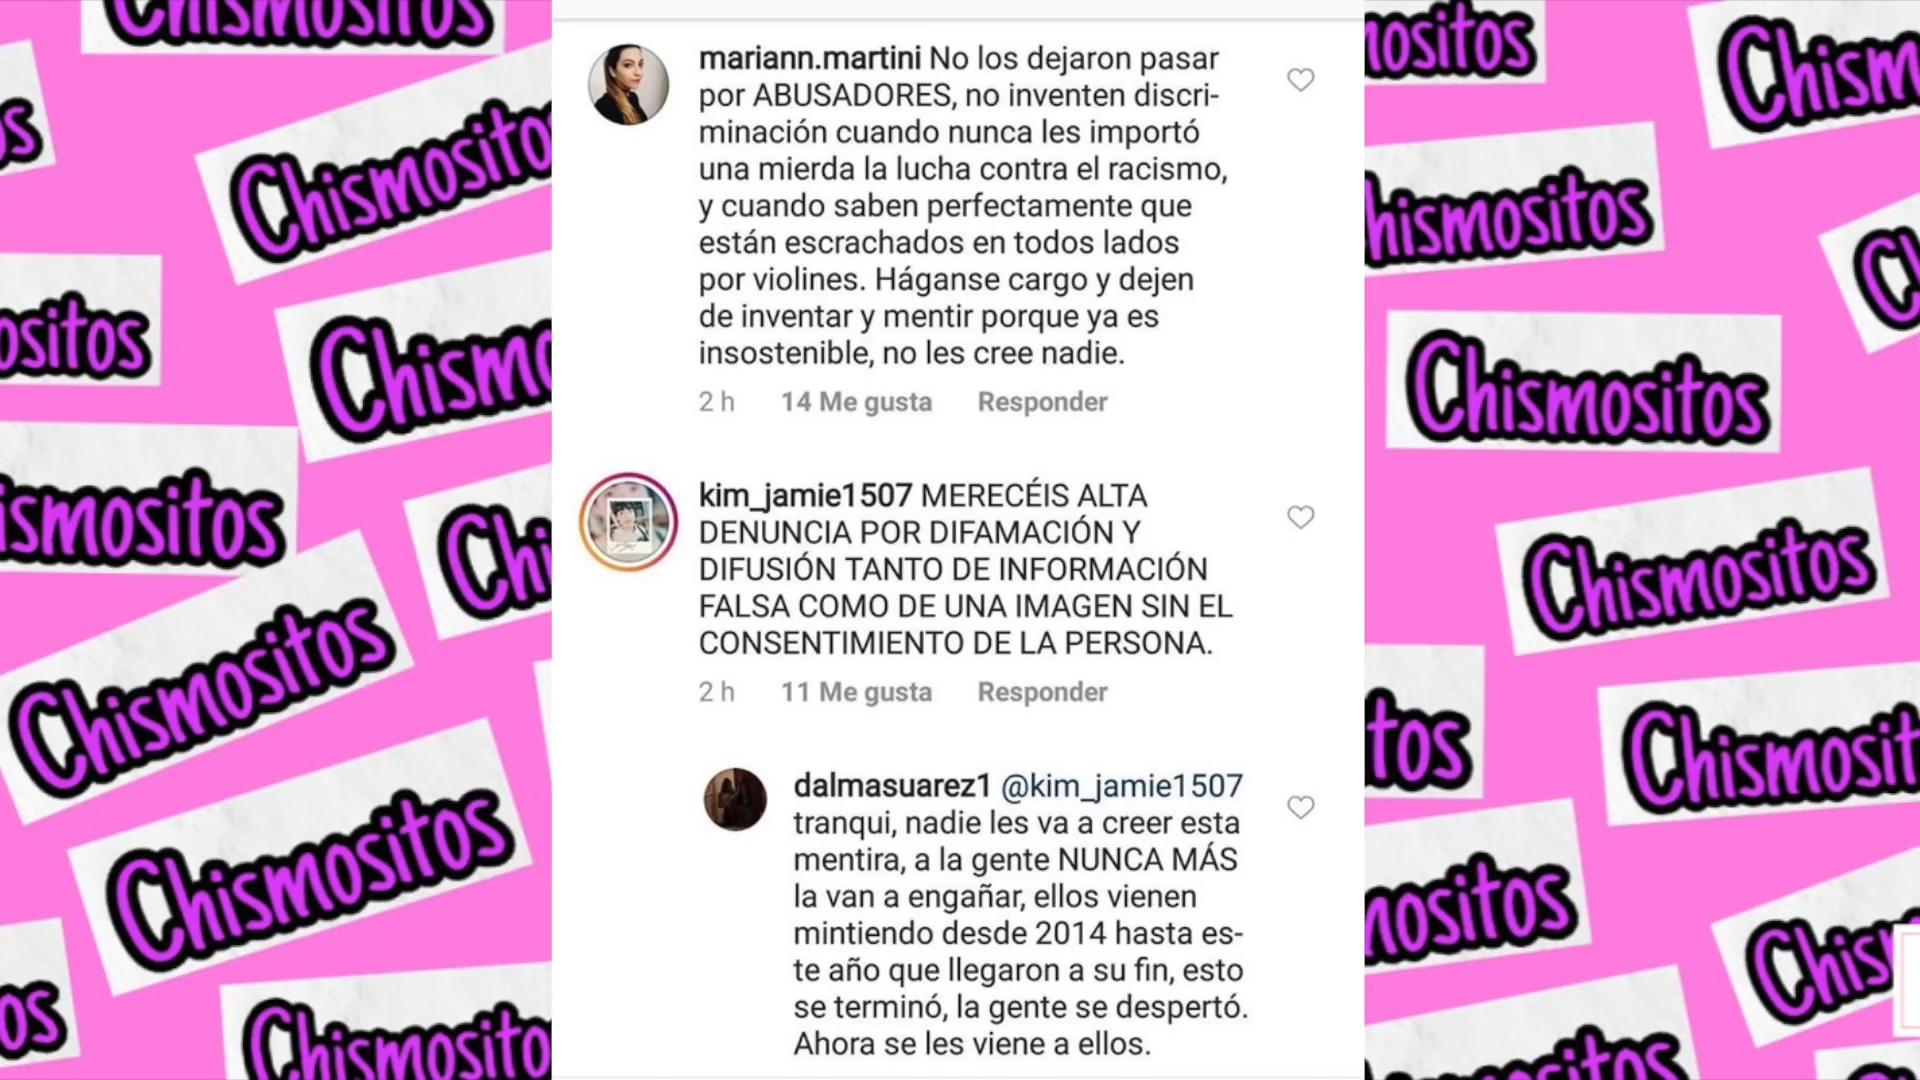 Chismositos
mariann.martini No los dejaron pasar
por ABUSADORES, no inventen discri-
minación cuando nunca les importó
una mierda la lucha contra el racismo,
y cuando saben perfectamente que
están escrachados en todos lados
por violines. Háganse cargo y dejen
de inventar y mentir porque ya es
insostenible, no les cree nadie.
2 h 14 Me gusta Responder
kim_jamie1507 MERECÉIS ALTA
DENUNCIA POR DIFAMACIÓN Y
DIFUSIÓN TANTO DE INFORMACIÓN
FALSA COMO DE UNA IMAGEN SIN EL
CONSENTIMIENTO DE LA PERSONA.
2 h 11 Me gusta Responder
dalmasuarez1 @kim_jamie1507
tranqui, nadie les va a creer esta
mentira, a la gente NUNCA MÁS
la van a engañar, ellos vienen
mintiendo desde 2014 hasta es-
te año que llegaron a su fin, esto
se terminó, la gente se despertó.
Ahora se les viene a ellos.
Chismositos
Chismositos
Chismositos